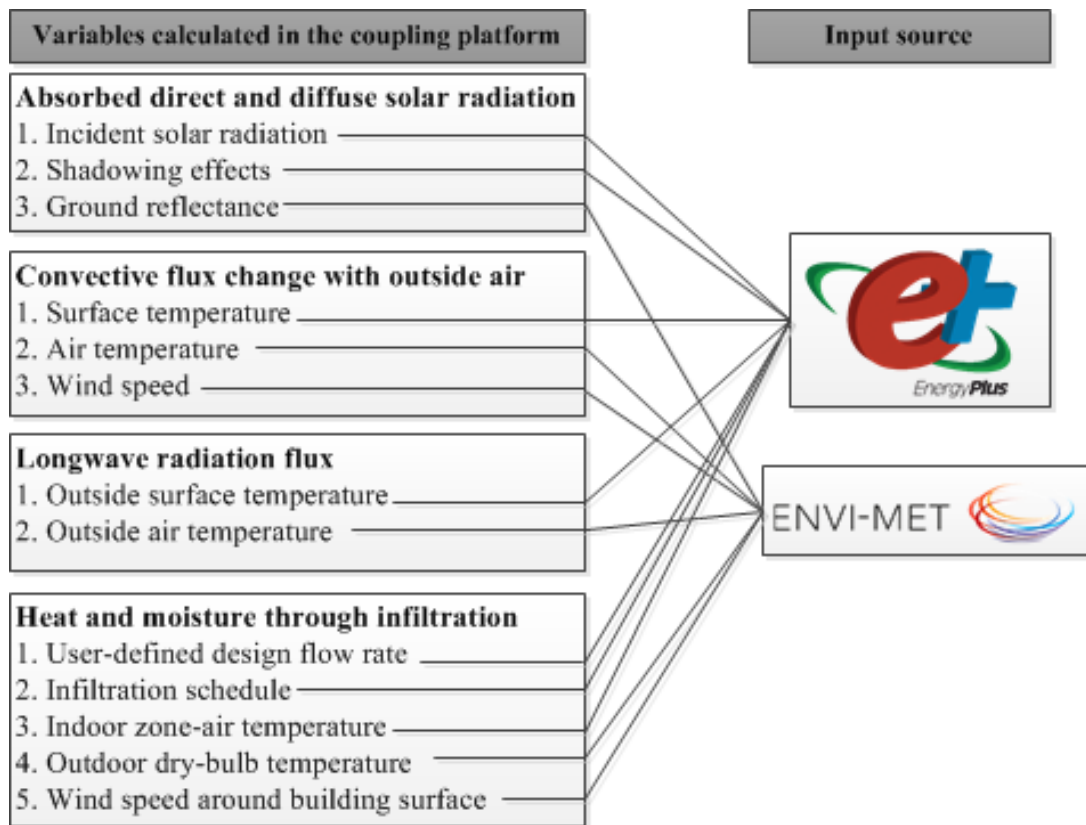 Variables calculated in the coupling platform
Input source
Absorbed direct and diffuse solar radiation
1. Incident solar radiation
2. Shadowing effects
3. Ground reflectance
Convective flux change with outside air
1. Surface temperature
2. Air temperature
3. Wind speed
Longwave radiation flux
1. Outside surface temperature
2. Outside air temperature
Heat and moisture through infiltration
1. User-defined design flow rate
2. Infiltration schedule
3. Indoor zone-air temperature
4. Outdoor dry-bulb temperature
5. Wind speed around building surface
e+
EnergyPlus
ENVI-MET